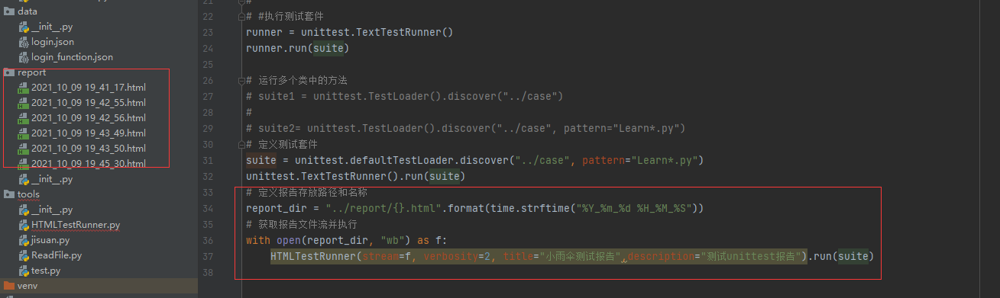 data
__init__.py
login.json
login_function.json
report
2021_10_09 19_41_17.html
2021_10_09 19_42_55.html
2021_10_09 19_42_56.html
2021_10_09 19_43_49.html
2021_10_09 19_43_50.html
2021_10_09 19_45_30.html
__init__.py
tools
__init__.py
HTMLTestRunner.py
jisuan.py
ReadFile.py
test.py
venv
21 #
22 # #执行测试套件
23 runner = unittest.TextTestRunner()
24 runner.run(suite)
25
26 # 运行多个类中的方法
27 # suite1 = unittest.TestLoader().discover("../case")
28 #
29 # suite2= unittest.TestLoader().discover("../case", pattern="Learn*.py")
30 # 定义测试套件
31 suite = unittest.defaultTestLoader.discover("../case", pattern="Learn*.py")
32 unittest.TextTestRunner().run(suite)
33 # 定义报告存放路径和名称
34 report_dir = "../report/{}.html".format(time.strftime("%Y_%m_%d %H_%M_%S"))
35 # 获取报告文件流并执行
36 with open(report_dir, "wb") as f:
37 HTMLTestRunner(stream=f, verbosity=2, title="小雨伞测试报告",description="测试unittest报告").run(suite)
38